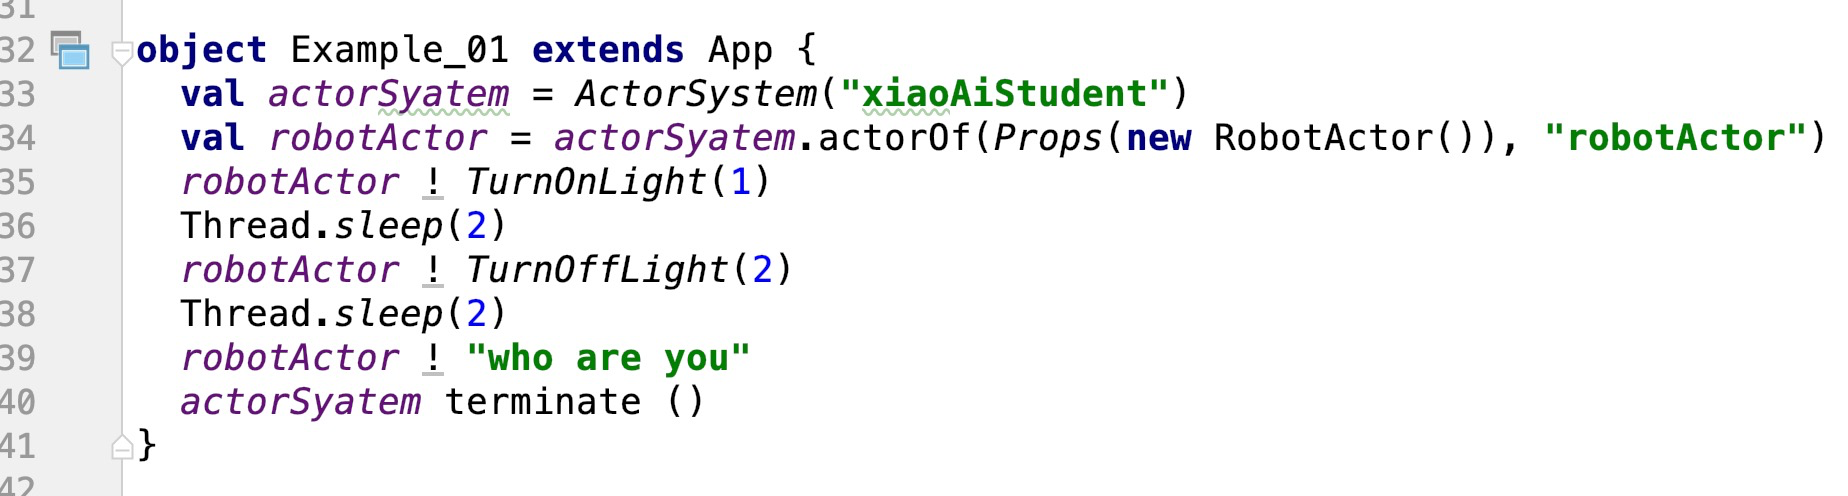 31
32 object Example_01 extends App {
33 val actorSyatem = ActorSystem("xiaoAiStudent")
34 val robotActor = actorSyatem.actorOf(Props(new RobotActor()), "robotActor")
35 robotActor ! TurnOnLight(1)
36 Thread.sleep(2)
37 robotActor ! TurnOffLight(2)
38 Thread.sleep(2)
39 robotActor ! "who are you"
40 actorSyatem terminate ()
41 }
42